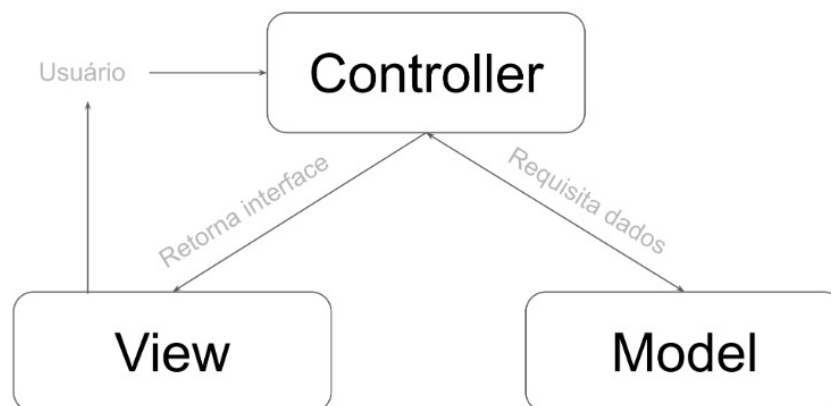 Controller
Usuário
Retorna interface
Requisita dados
View
Model